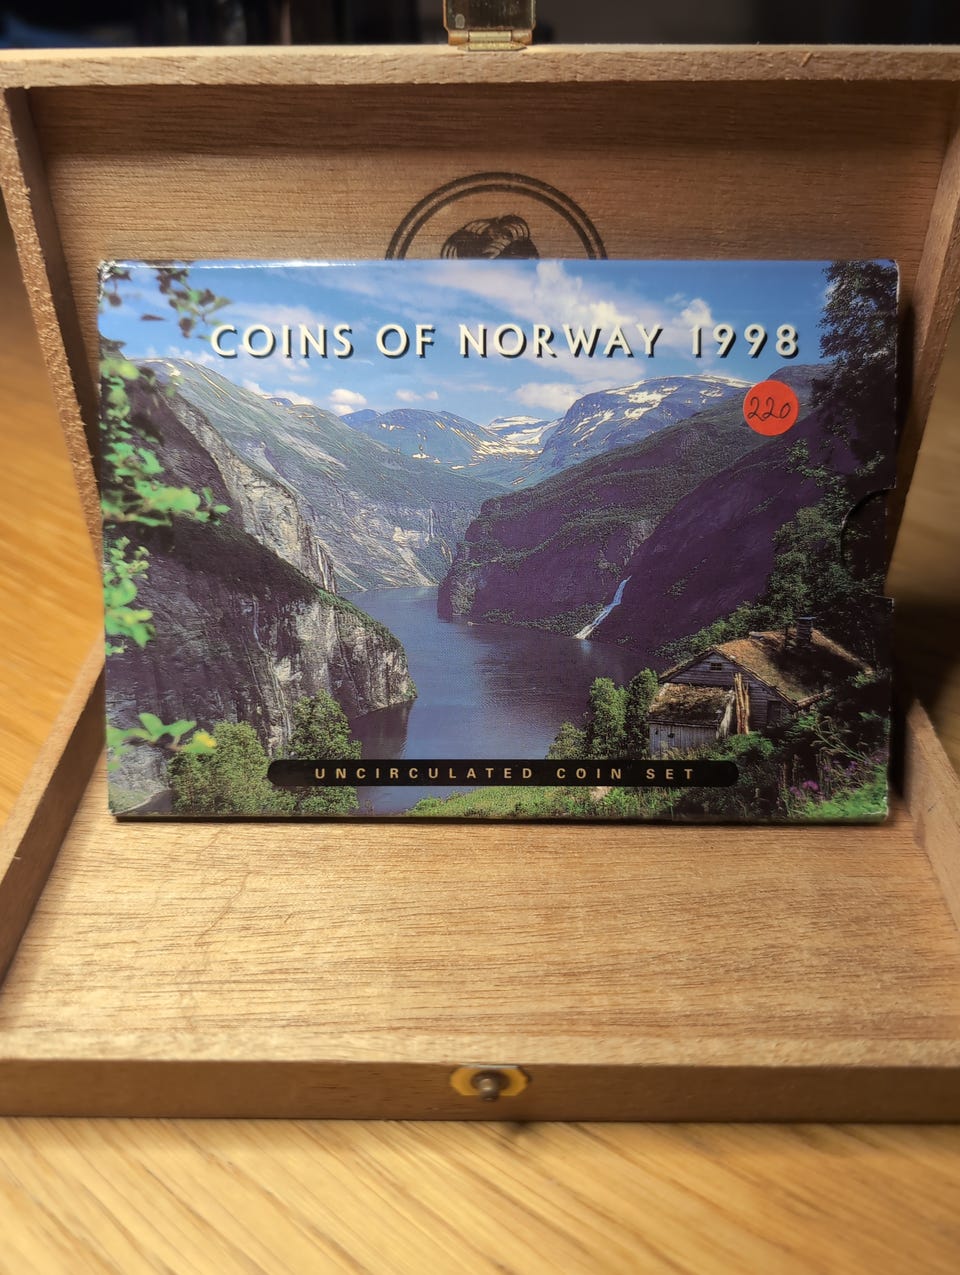 COINS OF NORWAY 1998
220
UNCIRCULATED COIN SET